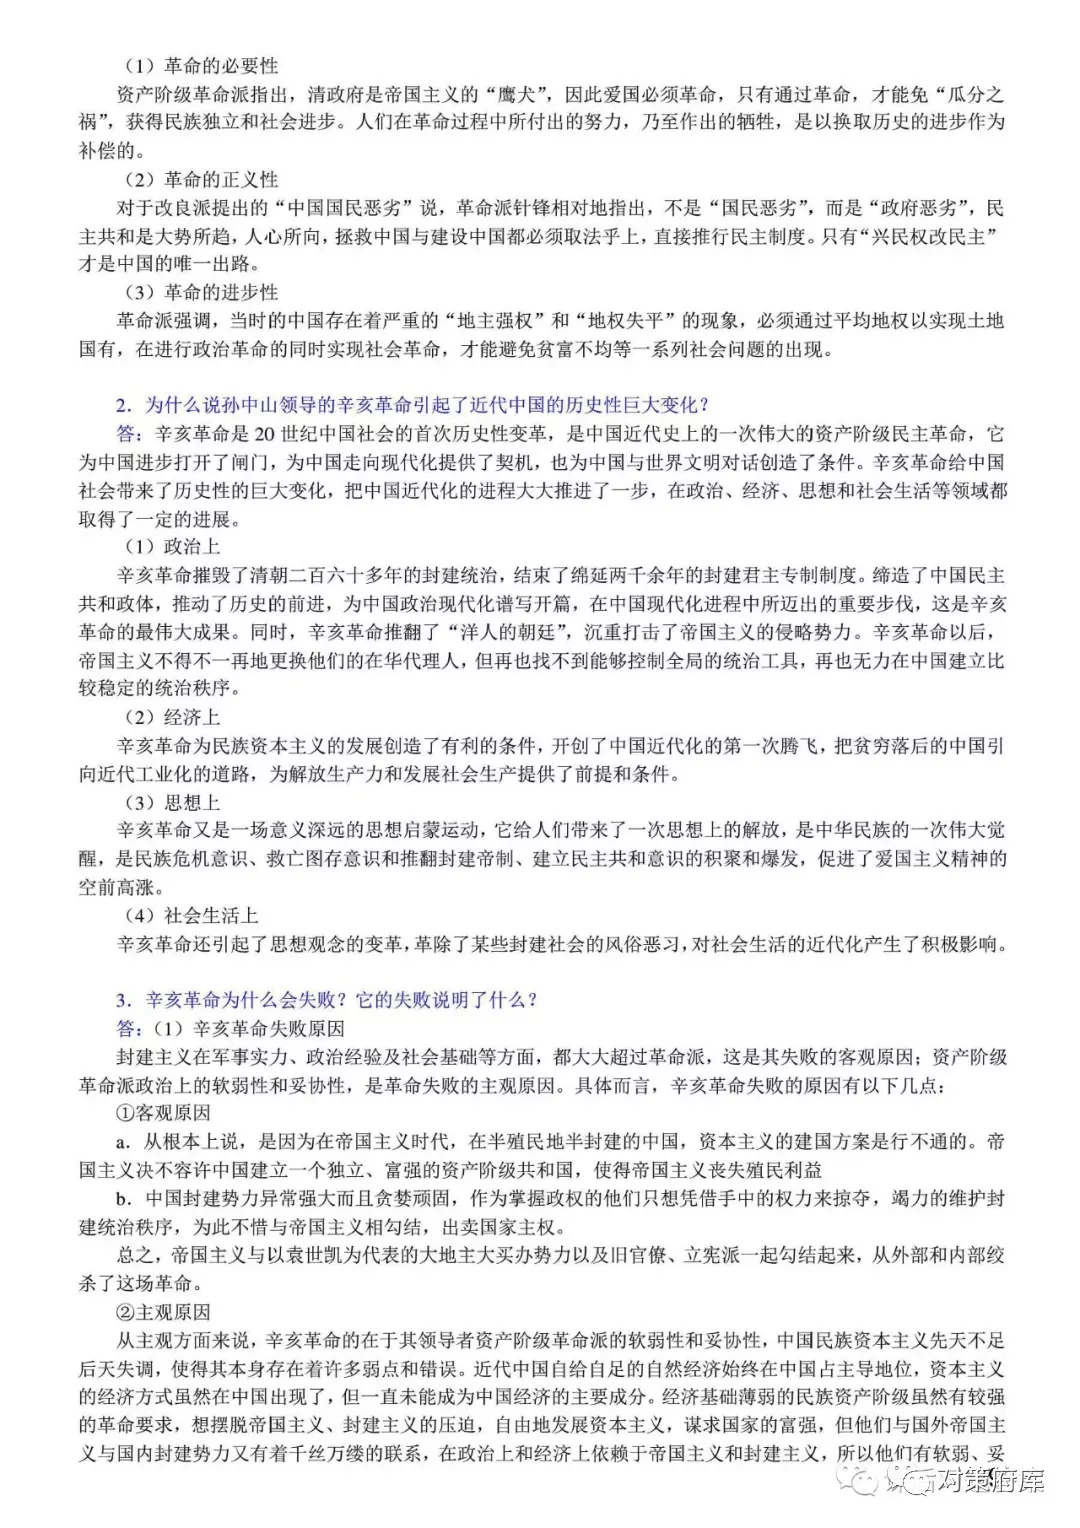 （1）革命的必要性
资产阶级革命派指出，清政府是帝国主义的“鹰犬”，因此爱国必须革命，只有通过革命，才能免“瓜分之
祸”，获得民族独立和社会进步。人们在革命过程中所付出的努力，乃至作出的牺牲，是以换取历史的进步作为
补偿的。
（2）革命的正义性
对于改良派提出的“中国国民恶劣”说，革命派针锋相对地指出，不是“国民恶劣”，而是“政府恶劣”，民
主共和是大势所趋，人心所向，拯救中国与建设中国都必须取法乎上，直接推行民主制度。只有“兴民权改民主”
才是中国的唯一出路。
（3）革命的进步性
革命派强调，当时的中国存在着严重的“地主强权”和“地权失平”的现象，必须通过平均地权以实现土地
国有，在进行政治革命的同时实现社会革命，才能避免贫富不均等一系列社会问题的出现。
2．为什么说孙中山领导的辛亥革命引起了近代中国的历史性巨大变化？
答：辛亥革命是 20 世纪中国社会的首次历史性变革，是中国近代史上的一次伟大的资产阶级民主革命，它
为中国进步打开了闸门，为中国走向现代化提供了契机，也为中国与世界文明对话创造了条件。辛亥革命给中国
社会带来了历史性的巨大变化，把中国近代化的进程大大推进了一步，在政治、经济、思想和社会生活等领域都
取得了一定的进展。
（1）政治上
辛亥革命摧毁了清朝二百六十多年的封建统治，结束了绵延两千余年的封建君主专制制度。缔造了中国民主
共和政体，推动了历史的前进，为中国政治现代化谱写开篇，在中国现代化进程中所迈出的重要步伐，这是辛亥
革命的最伟大成果。同时，辛亥革命推翻了“洋人的朝廷”，沉重打击了帝国主义的侵略势力。辛亥革命以后，
帝国主义不得不一再地更换他们的在华代理人，但再也找不到能够控制全局的统治工具，再也无力在中国建立比
较稳定的统治秩序。
（2）经济上
辛亥革命为民族资本主义的发展创造了有利的条件，开创了中国近代化的第一次腾飞，把贫穷落后的中国引
向近代工业化的道路，为解放生产力和发展社会生产提供了前提和条件。
（3）思想上
辛亥革命又是一场意义深远的思想启蒙运动，它给人们带来了一次思想上的解放，是中华民族的一次伟大觉
醒，是民族危机意识、救亡图存意识和推翻封建帝制、建立民主共和意识的积聚和爆发，促进了爱国主义精神的
空前高涨。
（4）社会生活上
辛亥革命还引起了思想观念的变革，革除了某些封建社会的风俗恶习，对社会生活的近代化产生了积极影响。
3．辛亥革命为什么会失败？它的失败说明了什么？
答：（1）辛亥革命失败原因
封建主义在军事实力、政治经验及社会基础等方面，都大大超过革命派，这是其失败的客观原因；资产阶级
革命派政治上的软弱性和妥协性，是革命失败的主观原因。具体而言，辛亥革命失败的原因有以下几点：
①客观原因
a．从根本上说，是因为在帝国主义时代，在半殖民地半封建的中国，资本主义的建国方案是行不通的。帝
国主义决不容许中国建立一个独立、富强的资产阶级共和国，使得帝国主义丧失殖民利益
b．中国封建势力异常强大而且贪婪顽固，作为掌握政权的他们只想凭借手中的权力来掠夺，竭力的维护封
建统治秩序，为此不惜与帝国主义相勾结，出卖国家主权。
总之，帝国主义与以袁世凯为代表的大地主大买办势力以及旧官僚、立宪派一起勾结起来，从外部和内部绞
杀了这场革命。
②主观原因
从主观方面来说，辛亥革命的在于其领导者资产阶级革命派的软弱性和妥协性，中国民族资本主义先天不足
后天失调，使得其本身存在着许多弱点和错误。近代中国自给自足的自然经济始终在中国占主导地位，资本主义
的经济方式虽然在中国出现了，但一直未能成为中国经济的主要成分。经济基础薄弱的民族资产阶级虽然有较强
的革命要求，想摆脱帝国主义、封建主义的压迫，自由地发展资本主义，谋求国家的富强，但他们与国外帝国主
义与国内封建势力又有着千丝万缕的联系，在政治上和经济上依赖于帝国主义和封建主义，所以他们有软弱、妥
对策府库